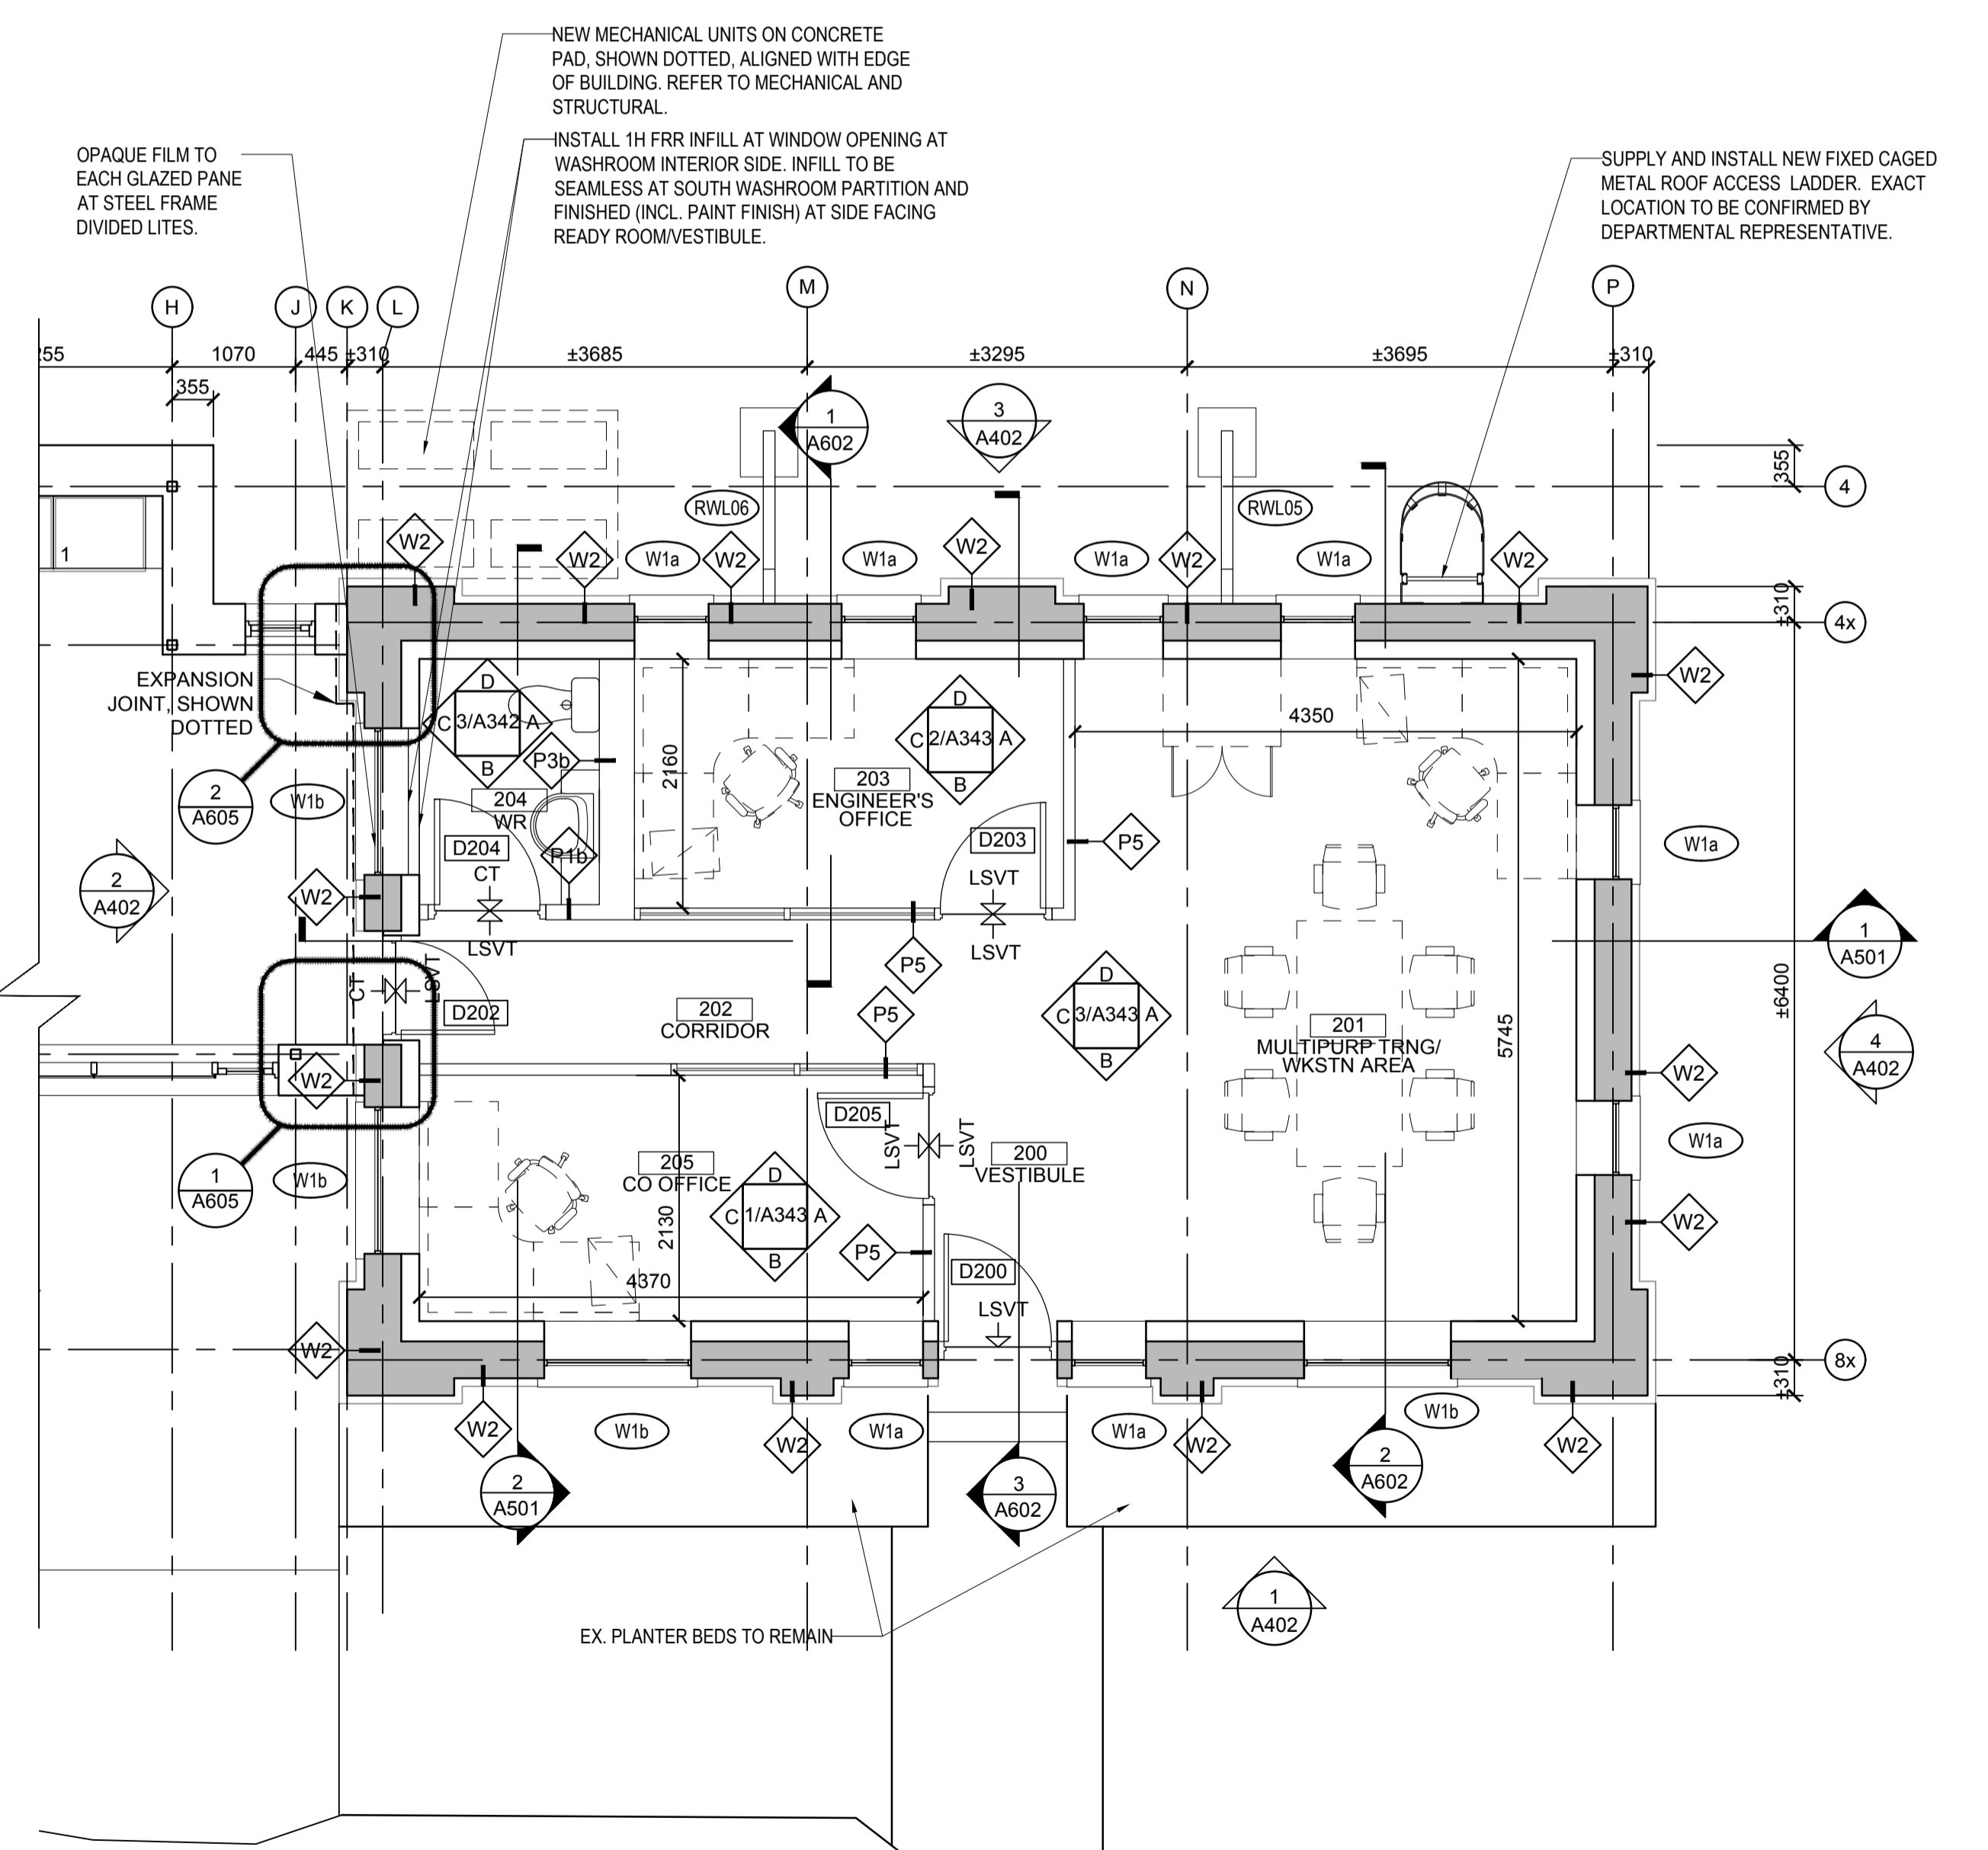 NEW MECHANICAL UNITS ON CONCRETE
PAD, SHOWN DOTTED, ALIGNED WITH EDGE
OF BUILDING. REFER TO MECHANICAL AND
STRUCTURAL.
INSTALL 1H FRR INFILL AT WINDOW OPENING AT
WASHROOM INTERIOR SIDE. INFILL TO BE
SEAMLESS AT SOUTH WASHROOM PARTITION AND
FINISHED (INCL. PAINT FINISH) AT SIDE FACING
READY ROOM/VESTIBULE.
OPAQUE FILM TO
EACH GLAZED PANE
AT STEEL FRAME
DIVIDED LITES.
SUPPLY AND INSTALL NEW FIXED CAGED
METAL ROOF ACCESS LADDER. EXACT
LOCATION TO BE CONFIRMED BY
DEPARTMENTAL REPRESENTATIVE.
H
J
K
L
M
N
P
255
1070
445
±310
±3685
±3295
±3695
±310
355
1
A602
3
A402
355
4
1
RWL06
RWL05
W2
W2
W1a
W2
W1a
W2
W1a
W2
W1a
W2
±310
4x
EXPANSION
JOINT, SHOWN
DOTTED
D
C 3/A342 A
B
P3b
2160
D
C 2/A343 A
B
203
ENGINEER'S
OFFICE
4350
W2
2
A605
W1b
204
WR
D204
CT
P1b
LSVT
D203
LSVT
LSVT
P5
W1a
2
A402
W2
P5
1
A501
CT
LSVT
D202
202
CORRIDOR
P5
D
C 3/A343 A
B
201
MULTIPURP TRNG/
WKSTN AREA
5745
±6400
4
A402
W2
W2
1
A605
W1b
205
CO OFFICE
2130
D
C 1/A343 A
B
D205
LSVT
LSVT
200
VESTIBULE
W1a
W2
P5
4370
D200
LSVT
W2
8x
±310
W2
W1b
W2
W1a
W1a
W2
W1b
W2
2
A501
3
A602
2
A602
1
A402
EX. PLANTER BEDS TO REMAIN